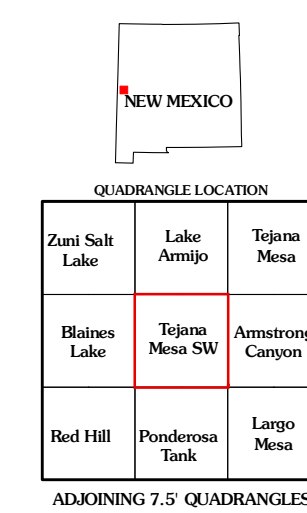 NEW MEXICO
QUADRANGLE LOCATION
Zuni Salt
Lake
Lake
Armijo
Tejana
Mesa
Blaines
Lake
Tejana
Mesa SW
Armstrong
Canyon
Red Hill
Ponderosa
Tank
Largo
Mesa
ADJOINING 7.5' QUADRANGLES